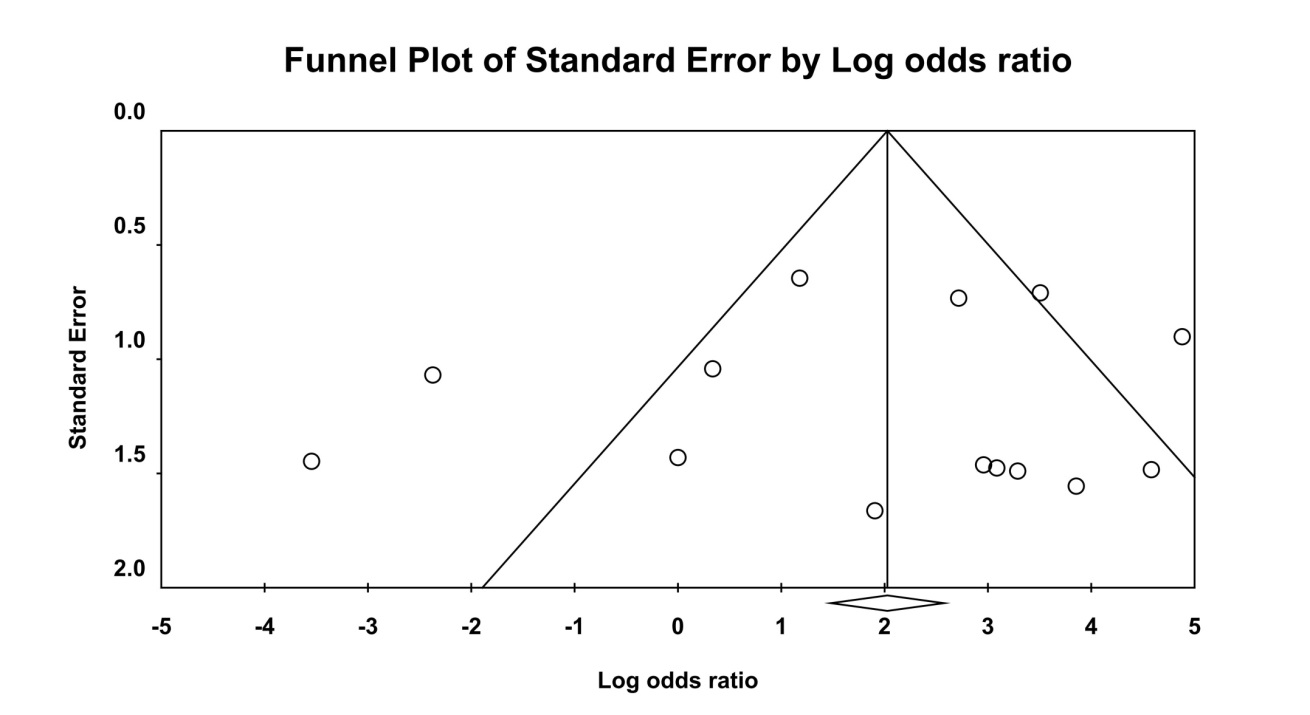 Funnel Plot of Standard Error by Log odds ratio
0.0
0.5
1.0
1.5
2.0
Standard Error
-5 -4 -3 -2 -1 0 1 2 3 4 5
Log odds ratio